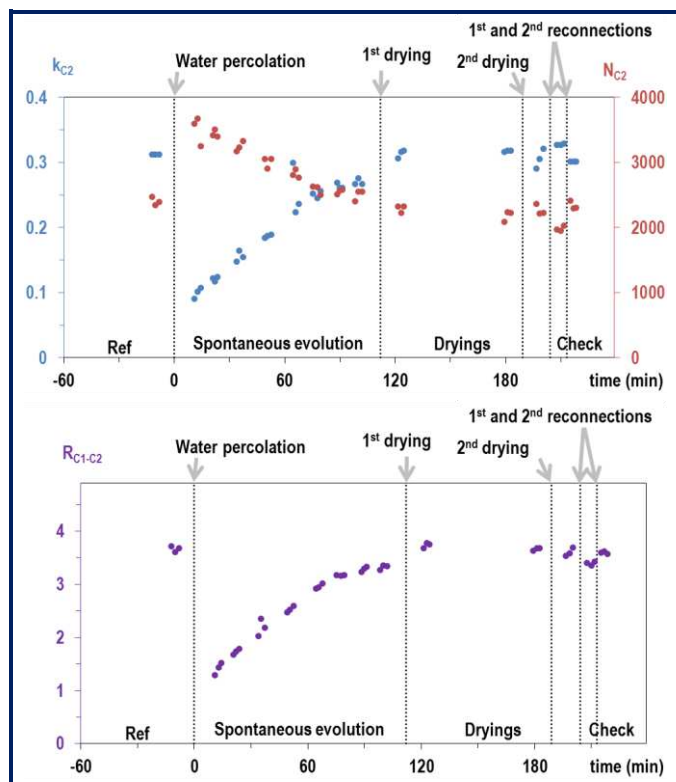 1st and 2nd reconnections
Water percolation
1st drying
2nd drying
kC2
NC2
0.4
4000
0.3
3000
0.2
2000
0.1
1000
Ref
Spontaneous evolution
Dryings
Check
0
0
-60
0
60
120
180
time (min)
1st and 2nd reconnections
Water percolation
1st drying
2nd drying
RC1-C2
4
3
2
1
Ref
Spontaneous evolution
Dryings
Check
0
-60
0
60
120
180
time (min)